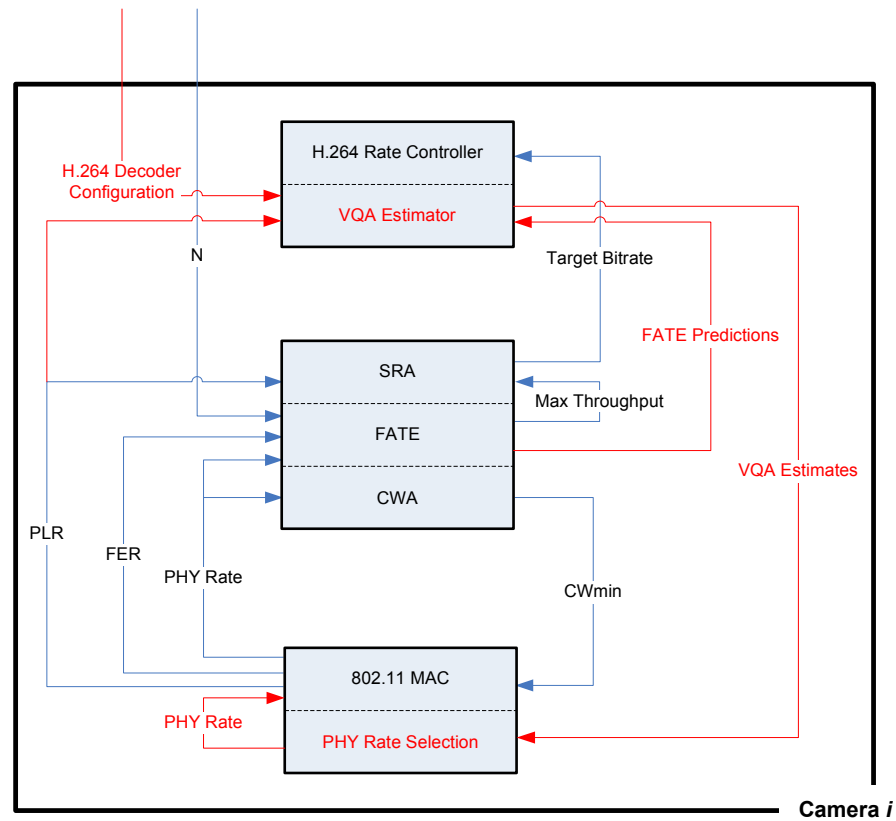 H.264 Rate Controller
H.264 Decoder
Configuration
VQA Estimator
N
Target Bitrate
FATE Predictions
SRA
Max Throughput
FATE
VQA Estimates
CWA
PLR
FER
PHY Rate
CWmin
802.11 MAC
PHY Rate
PHY Rate Selection
Camera i